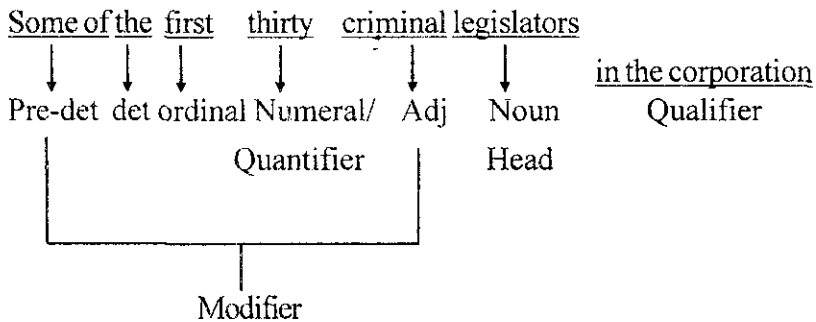 Some of the first thirty criminal legislators
in the corporation
Pre-det det ordinal Numeral/ Adj Noun Qualifier
Quantifier Head
Modifier